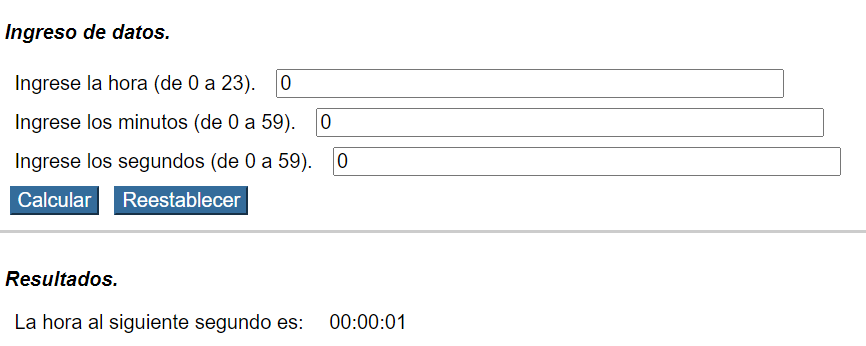 Ingreso de datos.
Ingrese la hora (de 0 a 23). 0
Ingrese los minutos (de 0 a 59). 0
Ingrese los segundos (de 0 a 59). 0
Calcular Reestablecer
Resultados.
La hora al siguiente segundo es: 00:00:01